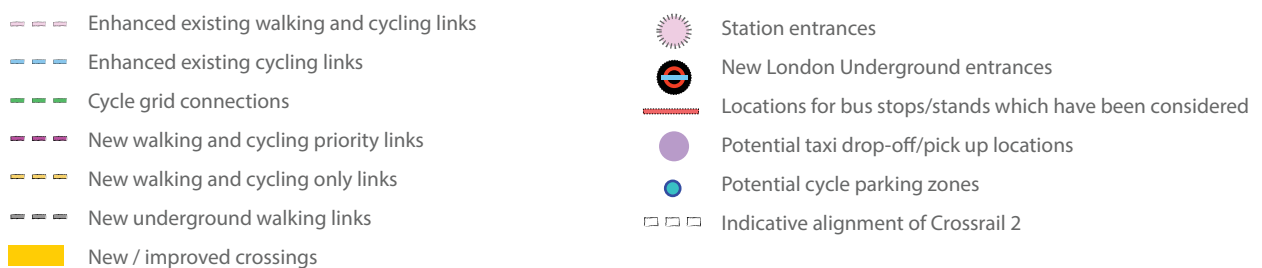 Enhanced existing walking and cycling links
Enhanced existing cycling links
Cycle grid connections
New walking and cycling priority links
New walking and cycling only links
New underground walking links
New / improved crossings
Station entrances
New London Underground entrances
Locations for bus stops/stands which have been considered
Potential taxi drop-off/pick up locations
Potential cycle parking zones
Indicative alignment of Crossrail 2